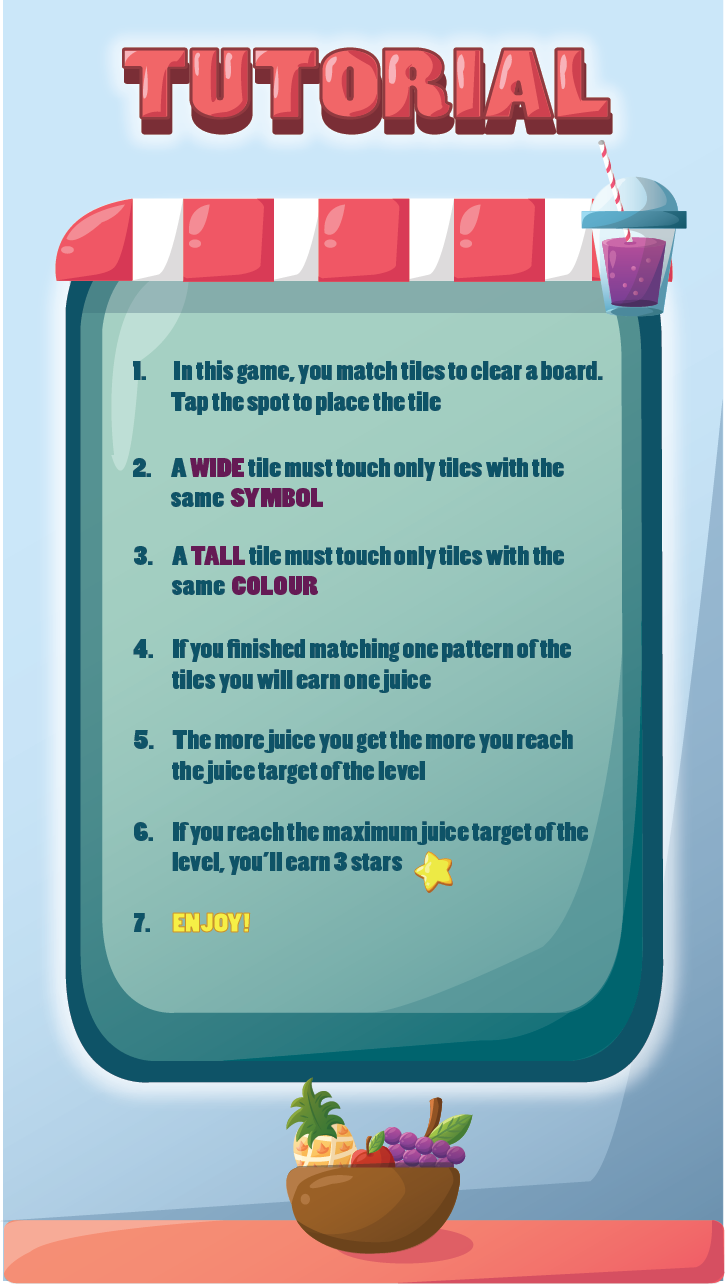 TUTORIAL
1. In this game, you match tiles to clear a board.
Tap the spot to place the tile
2. A WIDE tile must touch only tiles with the
same SYMBOL
3. A TALL tile must touch only tiles with the
same COLOUR
4. If you finished matching one pattern of the
tiles you will earn one juice
5. The more juice you get the more you reach
the juice target of the level
6. If you reach the maximum juice target of the
level, you'll earn 3 stars
7. ENJOY!